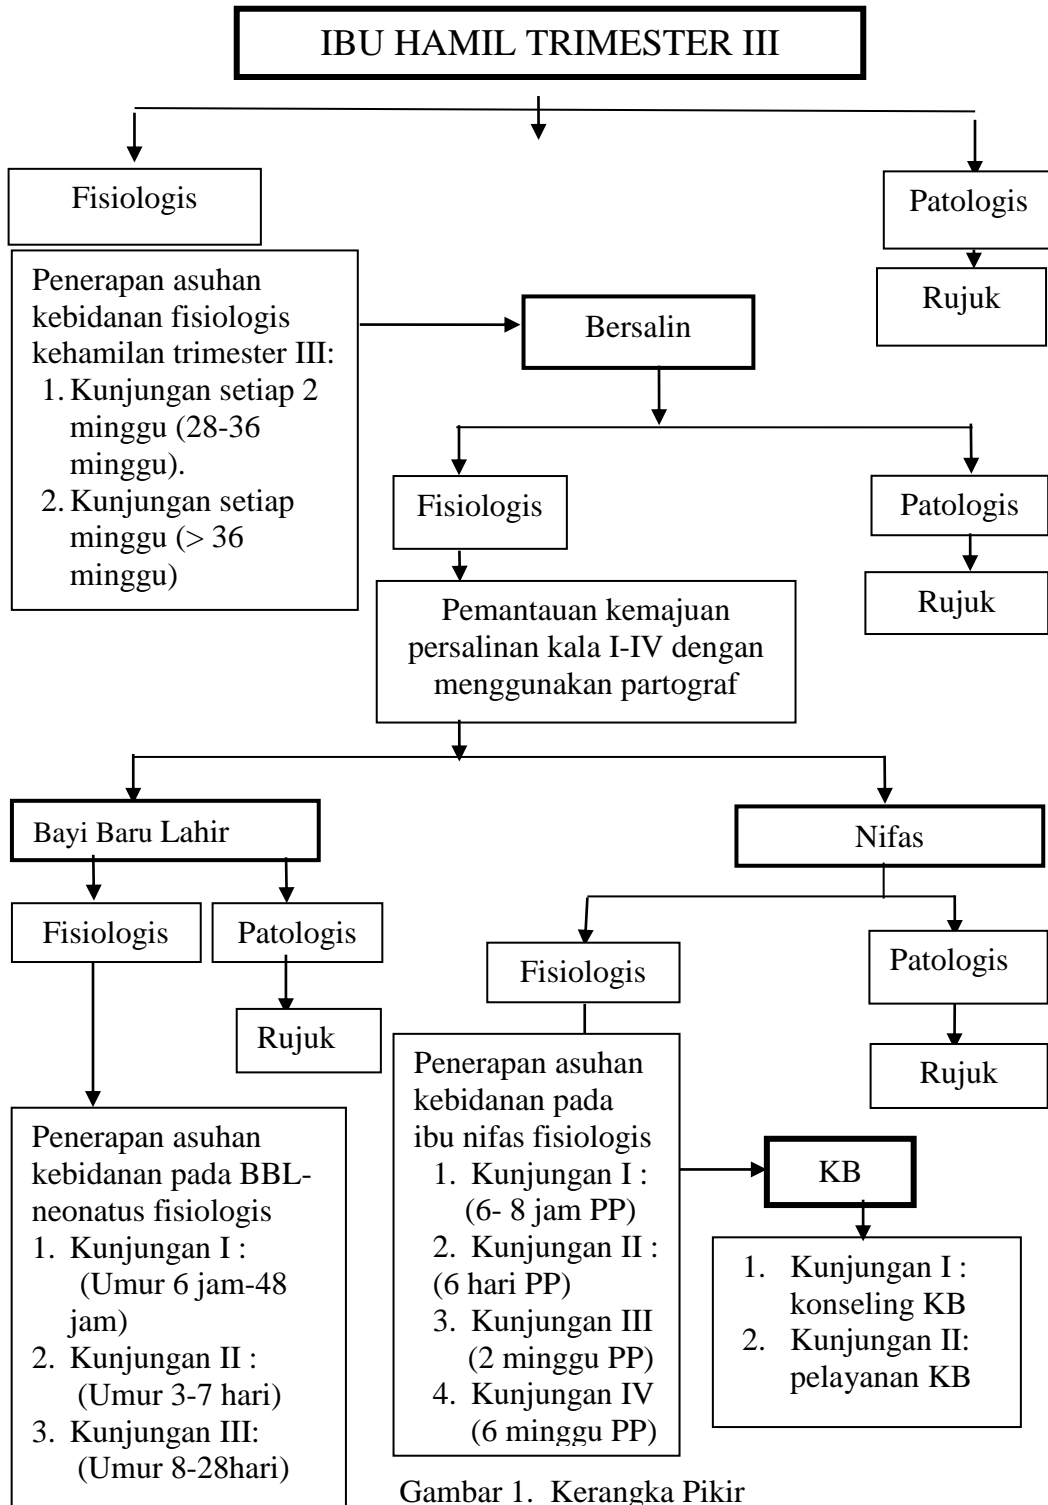 IBU HAMIL TRIMESTER III
Fisiologis
Patologis
Rujuk
Penerapan asuhan
kebidanan fisiologis
kehamilan trimester III:
1. Kunjungan setiap 2
minggu (28-36
minggu).
2. Kunjungan setiap
minggu (> 36
minggu)
Bersalin
Fisiologis
Patologis
Rujuk
Pemantauan kemajuan
persalinan kala I-IV dengan
menggunakan partograf
Bayi Baru Lahir
Nifas
Fisiologis
Patologis
Rujuk
Fisiologis
Patologis
Rujuk
Penerapan asuhan
kebidanan pada BBL-
neonatus fisiologis
1. Kunjungan I :
(Umur 6 jam-48
jam)
2. Kunjungan II :
(Umur 3-7 hari)
3. Kunjungan III:
(Umur 8-28hari)
Penerapan asuhan
kebidanan pada
ibu nifas fisiologis
1. Kunjungan I :
(6- 8 jam PP)
2. Kunjungan II :
(6 hari PP)
3. Kunjungan III
(2 minggu PP)
4. Kunjungan IV
(6 minggu PP)
KB
1. Kunjungan I :
konseling KB
2. Kunjungan II:
pelayanan KB
Gambar 1. Kerangka Pikir